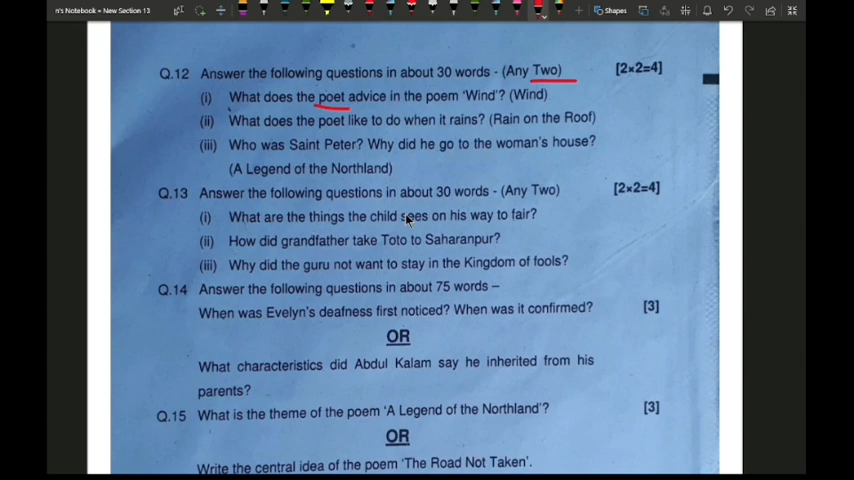 n's Notebook » New Section 13
Shapes
Q.12 Answer the following questions in about 30 words - (Any Two) [2×2=4]
(i) What does the poet advice in the poem 'Wind'? (Wind)
(ii) What does the poet like to do when it rains? (Rain on the Roof)
(iii) Who was Saint Peter? Why did he go to the woman's house?
(A Legend of the Northland)
Q.13 Answer the following questions in about 30 words - (Any Two) [2×2=4]
(i) What are the things the child sees on his way to fair?
(ii) How did grandfather take Toto to Saharanpur?
(iii) Why did the guru not want to stay in the Kingdom of fools?
Q.14 Answer the following questions in about 75 words –
When was Evelyn's deafness first noticed? When was it confirmed? [3]
OR
What characteristics did Abdul Kalam say he inherited from his
parents?
Q.15 What is the theme of the poem 'A Legend of the Northland'? [3]
OR
Write the central idea of the poem 'The Road Not Taken'.